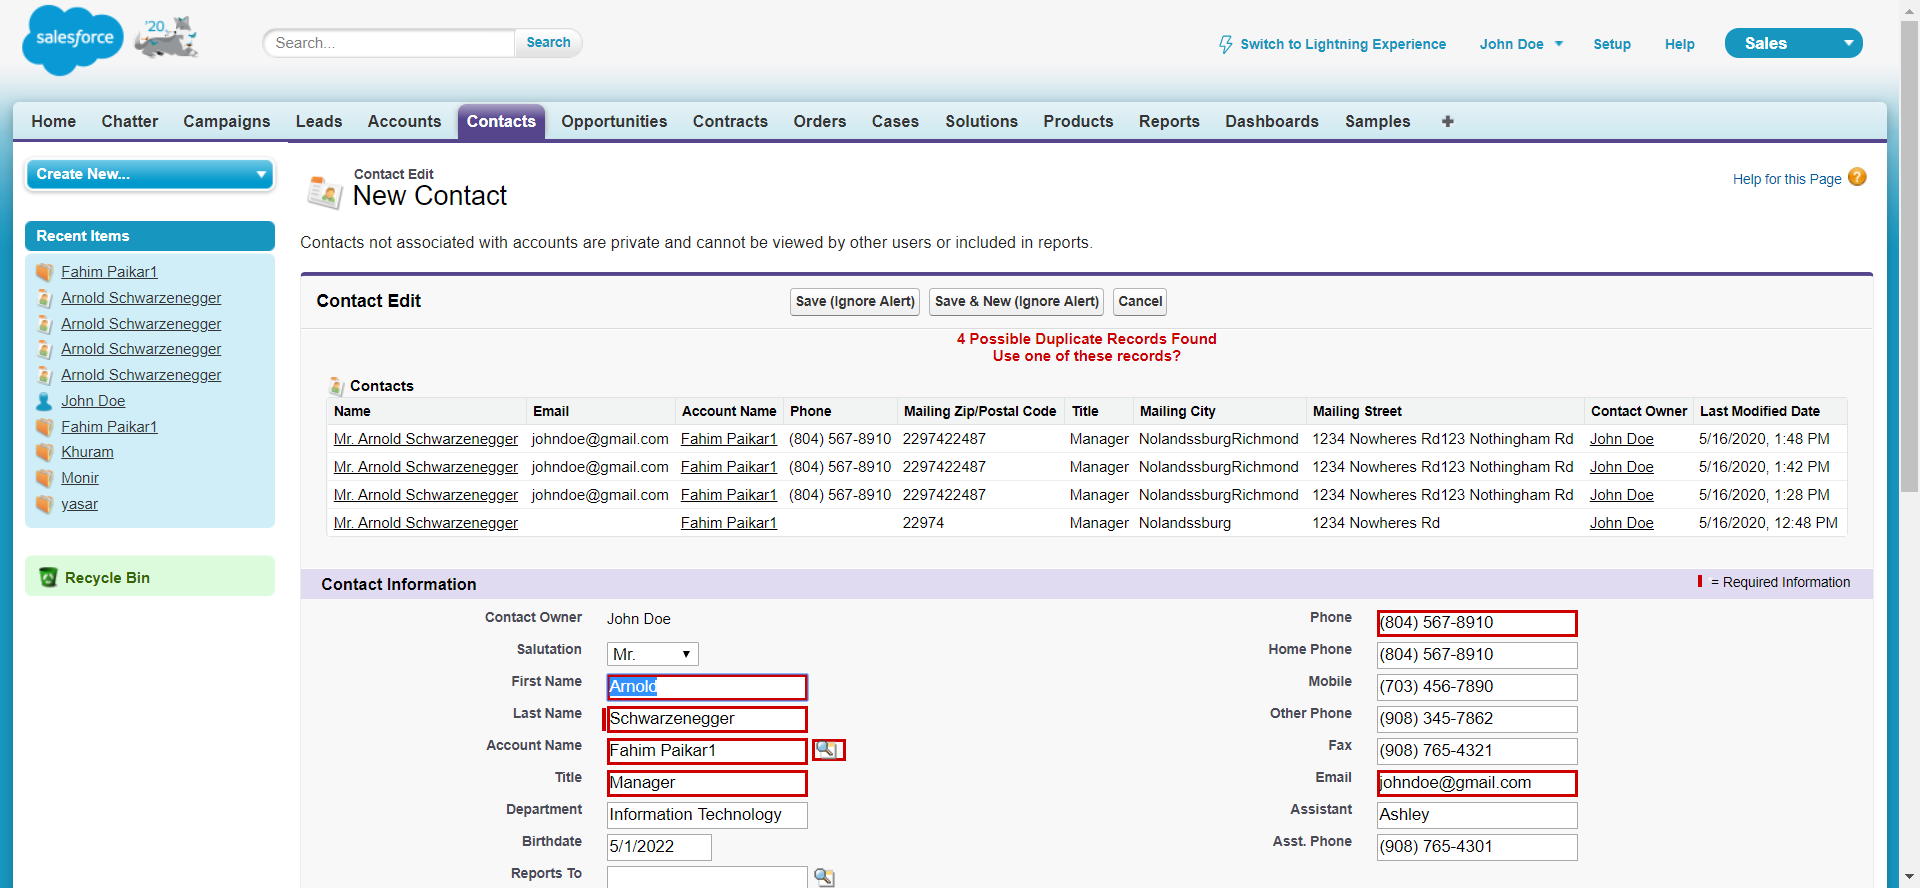 salesforce
'20
Search...
Search
Switch to Lightning Experience
John Doe
Setup
Help
Sales
Home Chatter Campaigns Leads Accounts Contacts Opportunities Contracts Orders Cases Solutions Products Reports Dashboards Samples +
Create New...
Recent Items
Fahim Paikar1
Arnold Schwarzenegger
Arnold Schwarzenegger
Arnold Schwarzenegger
Arnold Schwarzenegger
John Doe
Fahim Paikar1
Khuram
Monir
yasar
Recycle Bin
Contact Edit
New Contact
Help for this Page ?
Contacts not associated with accounts are private and cannot be viewed by other users or included in reports.
Contact Edit
Save (Ignore Alert) Save & New (Ignore Alert) Cancel
4 Possible Duplicate Records Found
Use one of these records?
Contacts
Name Email Account Name Phone Mailing Zip/Postal Code Title Mailing City Mailing Street Contact Owner Last Modified Date
Mr. Arnold Schwarzenegger johndoe@gmail.com Fahim Paikar1 (804) 567-8910 2297422487 Manager NolandssburgRichmond 1234 Nowheres Rd123 Nothingham Rd John Doe 5/16/2020, 1:48 PM
Mr. Arnold Schwarzenegger johndoe@gmail.com Fahim Paikar1 (804) 567-8910 2297422487 Manager NolandssburgRichmond 1234 Nowheres Rd123 Nothingham Rd John Doe 5/16/2020, 1:42 PM
Mr. Arnold Schwarzenegger johndoe@gmail.com Fahim Paikar1 (804) 567-8910 2297422487 Manager NolandssburgRichmond 1234 Nowheres Rd123 Nothingham Rd John Doe 5/16/2020, 1:28 PM
Mr. Arnold Schwarzenegger Fahim Paikar1 22974 Manager Nolandssburg 1234 Nowheres Rd John Doe 5/16/2020, 12:48 PM
Contact Information
= Required Information
Contact Owner John Doe
Salutation Mr.
First Name Arnold
Last Name Schwarzenegger
Account Name Fahim Paikar1
Title Manager
Department Information Technology
Birthdate 5/1/2022
Reports To
Phone (804) 567-8910
Home Phone (804) 567-8910
Mobile (703) 456-7890
Other Phone (908) 345-7862
Fax (908) 765-4321
Email johndoe@gmail.com
Assistant Ashley
Asst. Phone (908) 765-4301